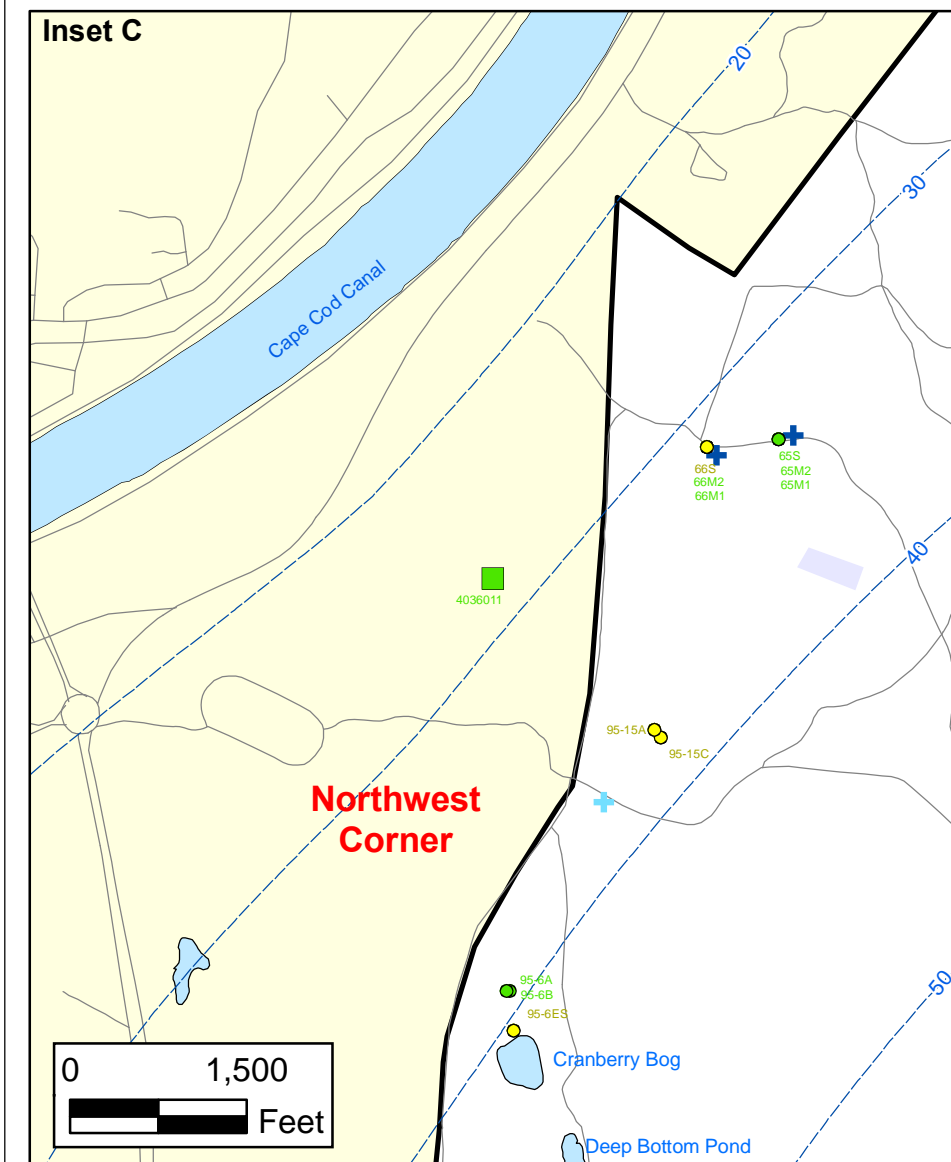 Inset C
20
30
Cape Cod Canal
66S
66M2
66M1
65S
65M2
65M1
40
4036011
95-15A
95-15C
Northwest
Corner
50
95-6A
95-6B
95-6ES
Cranberry Bog
0 1,500
Feet
Deep Bottom Pond